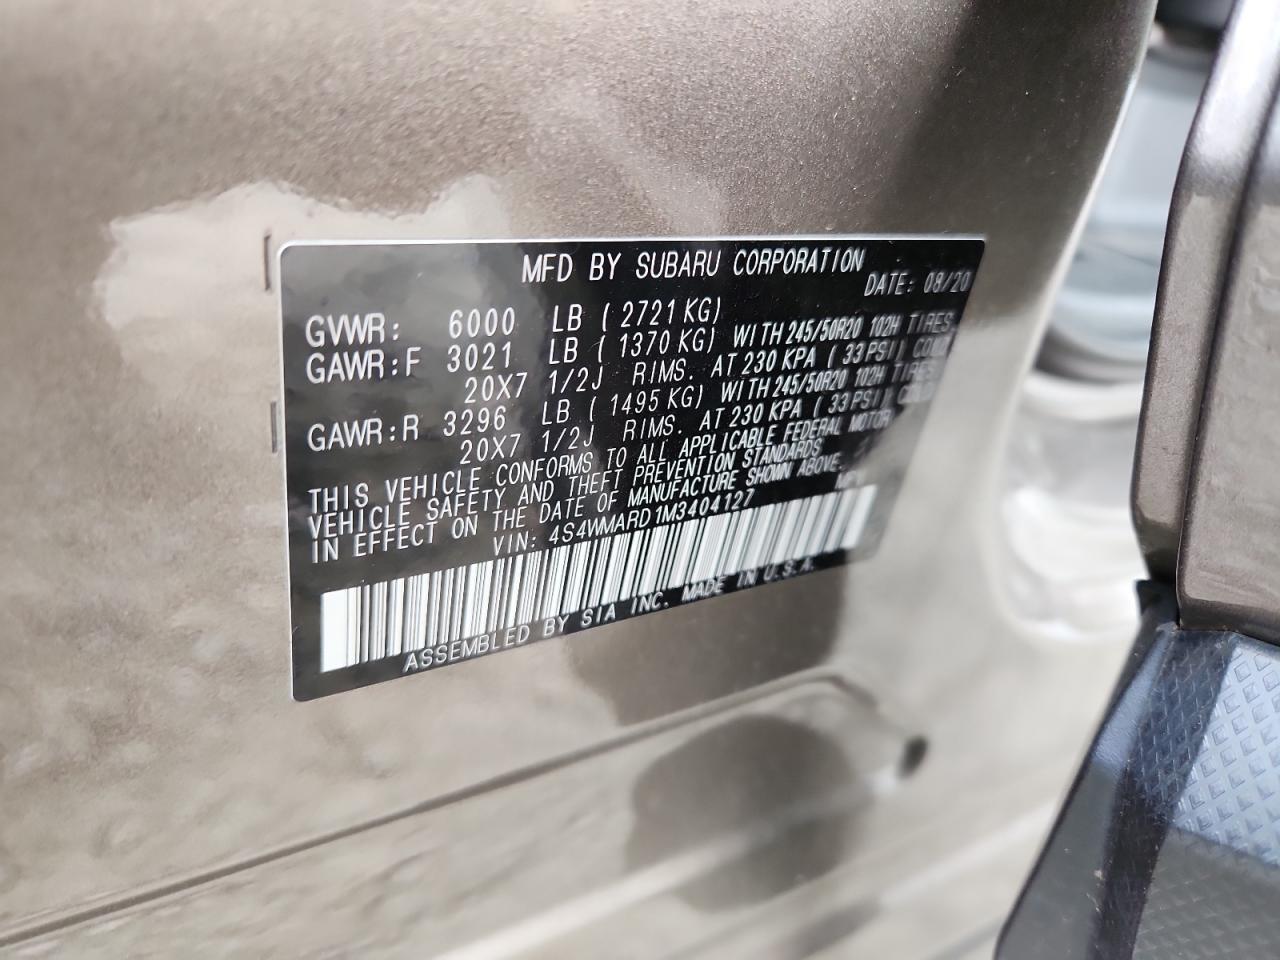 MFD BY SUBARU CORPORATION
DATE: 08/20
GVWR: 6000 LB ( 2721 KG)
GAWR:F 3021 LB ( 1370 KG) WITH 245/50R20 102H TIRES,
20X7 1/2J RIMS. AT 230 KPA ( 33 PSI) COLD
GAWR:R 3296 LB ( 1495 KG) WITH 245/50R20 102H TIRES
20X7 1/2J RIMS. AT 230 KPA ( 33 PSI) COLD
THIS VEHICLE CONFORMS TO ALL APPLICABLE FEDERAL MOTOR
VEHICLE SAFETY AND THEFT PREVENTION STANDARDS
IN EFFECT ON THE DATE OF MANUFACTURE SHOWN ABOVE.
VIN: 4S4WMARD1M3404127 MPV
ASSEMBLED BY SIA INC. MADE IN U.S.A.